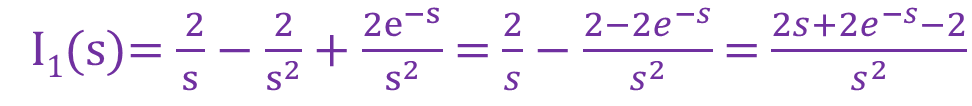 I₁(s)= 2/s − 2/s² + 2e⁻ˢ/s² = 2/s − (2−2e⁻ˢ)/s² = (2s+2e⁻ˢ−2)/s²